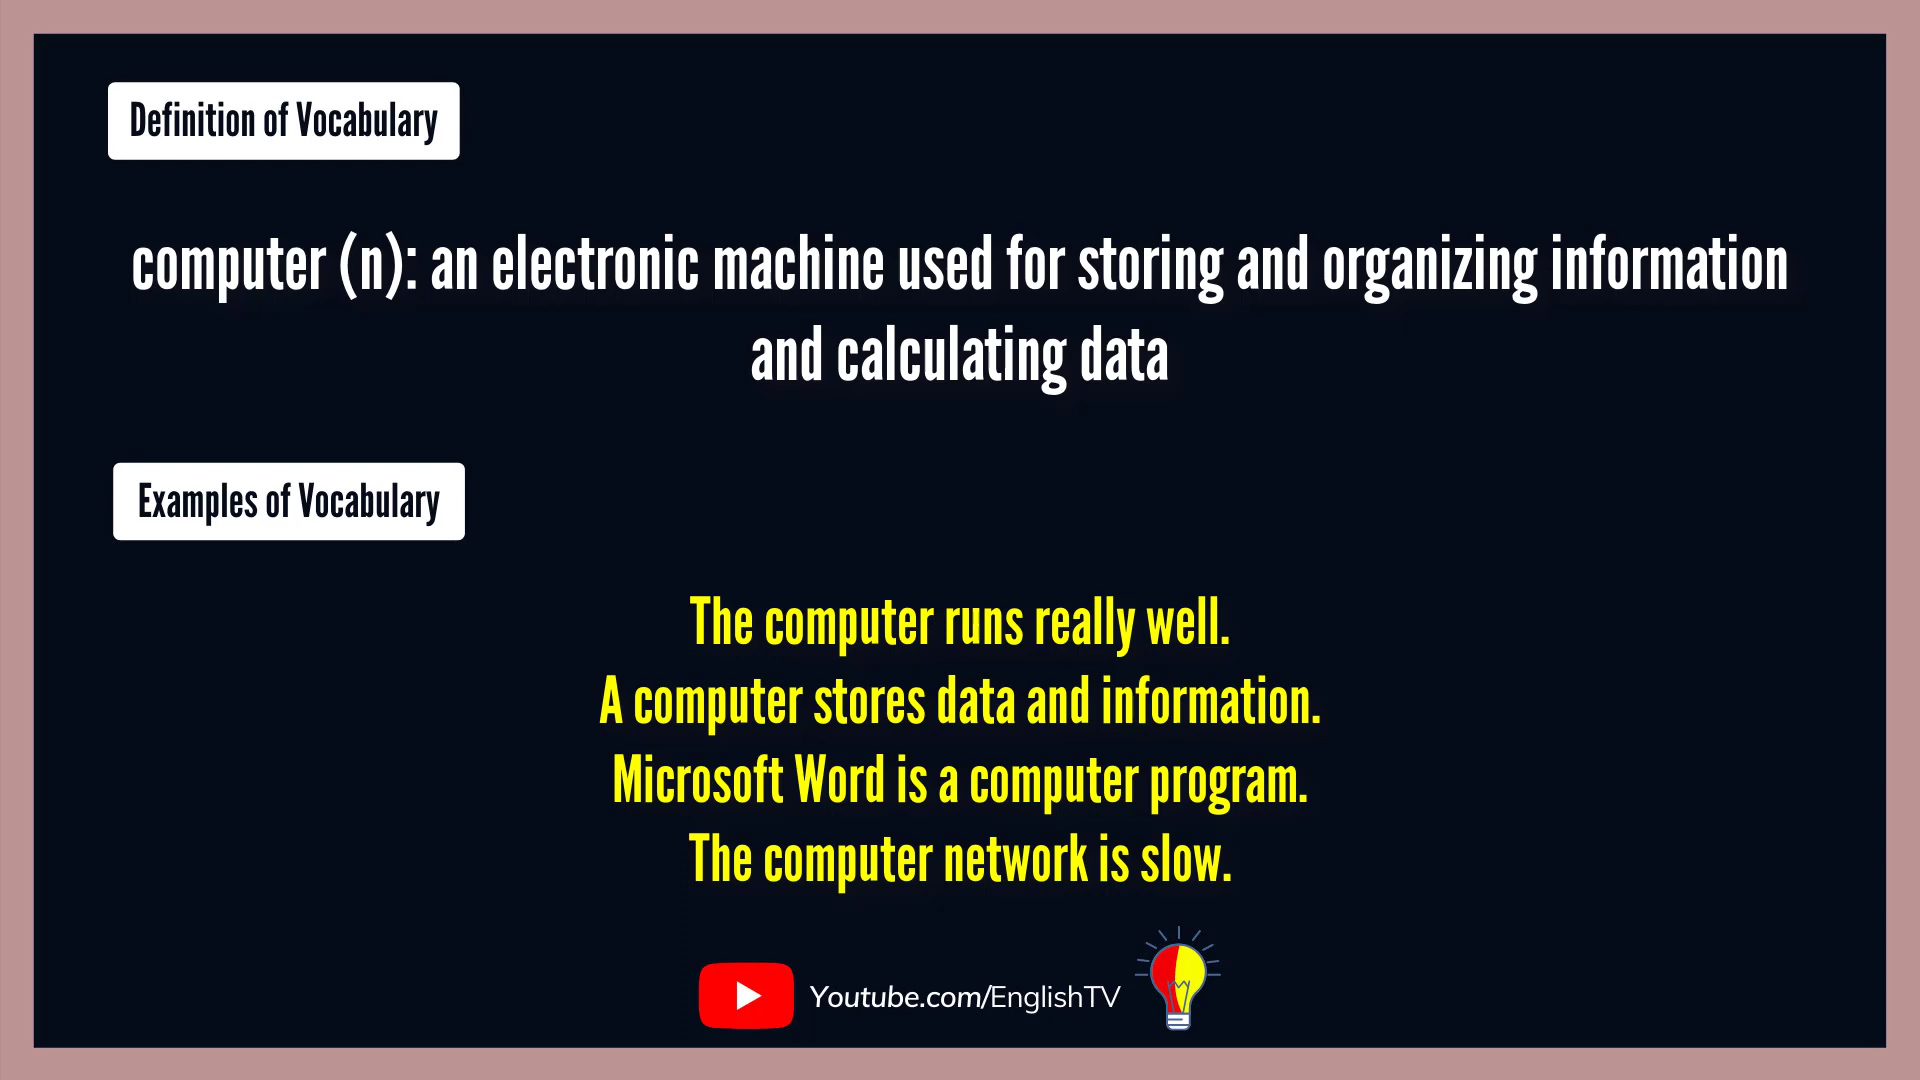 Definition of Vocabulary
computer (n): an electronic machine used for storing and organizing information
and calculating data
Examples of Vocabulary
The computer runs really well.
A computer stores data and information.
Microsoft Word is a computer program.
The computer network is slow.
Youtube.com/EnglishTV